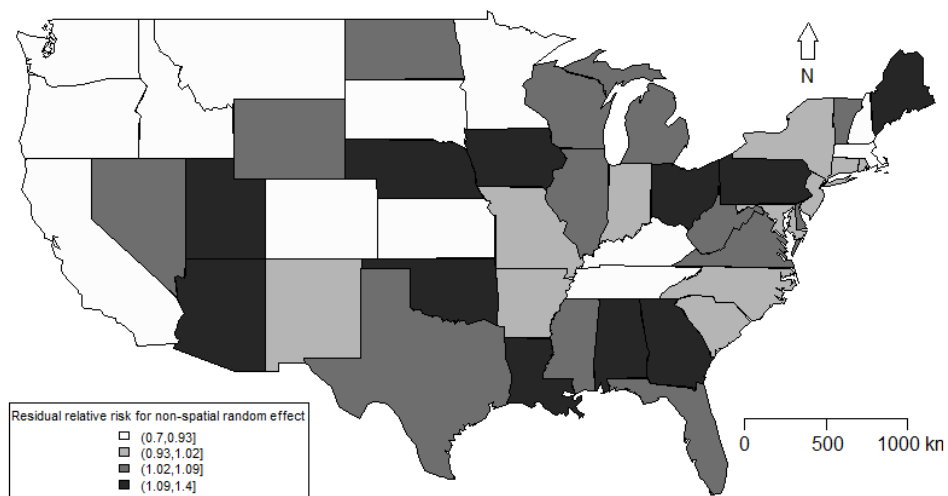 N
0 500 1000 km
Residual relative risk for non-spatial random effect
(0.7,0.93]
(0.93,1.02]
(1.02,1.09]
(1.09,1.4]